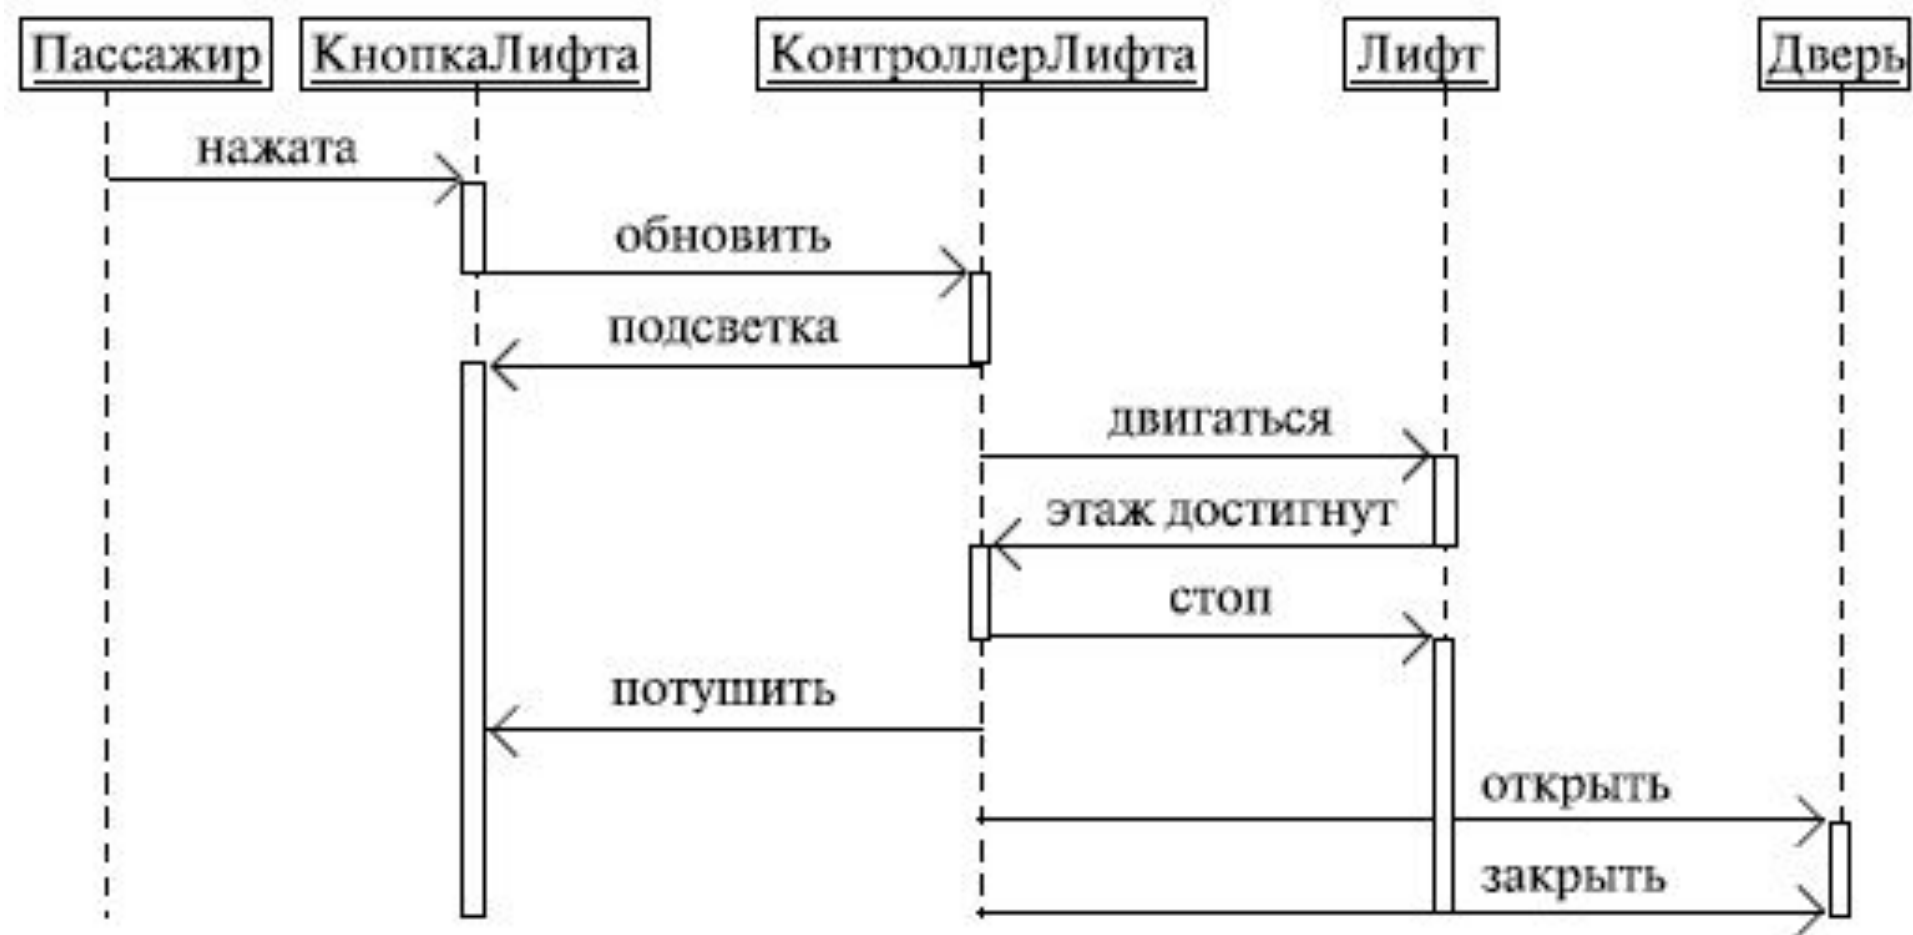 Пассажир
КнопкаЛифта
КонтроллерЛифта
Лифт
Дверь
нажата
обновить
подсветка
двигаться
этаж достигнут
стоп
потушить
открыть
закрыть